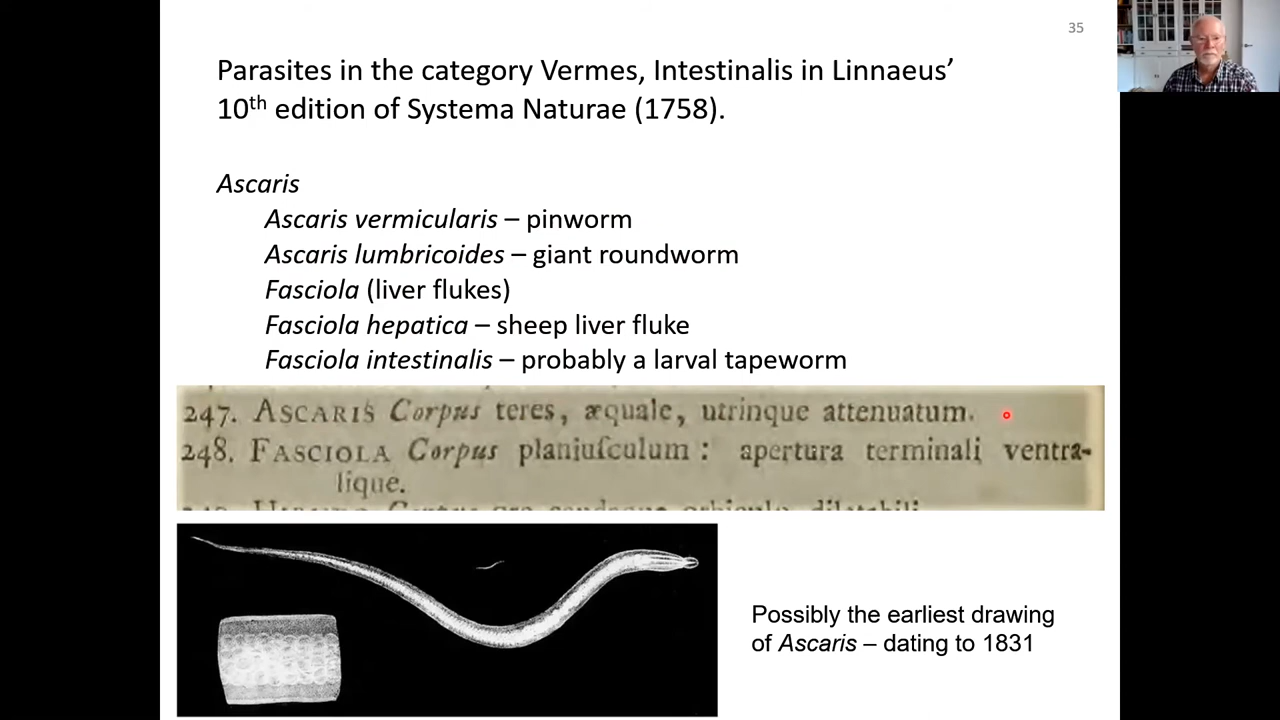 35
Parasites in the category Vermes, Intestinalis in Linnaeus’
10th edition of Systema Naturae (1758).
Ascaris
Ascaris vermicularis – pinworm
Ascaris lumbricoides – giant roundworm
Fasciola (liver flukes)
Fasciola hepatica – sheep liver fluke
Fasciola intestinalis – probably a larval tapeworm
247. ASCARIS Corpus teres, æquale, utrinque attenuatum.
248. FASCIOLA Corpus planiuſculum : apertura terminali ventra-
lique.
Possibly the earliest drawing
of Ascaris – dating to 1831